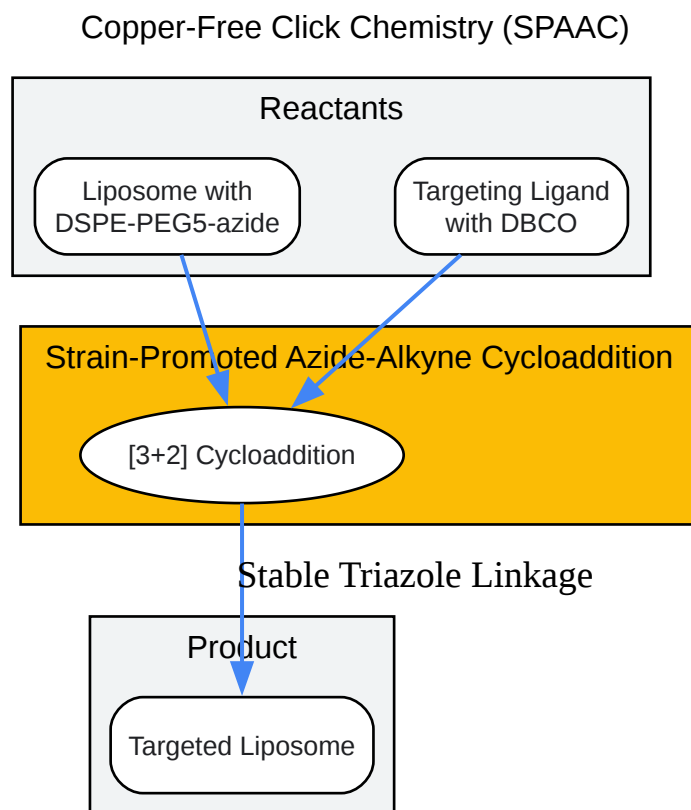 Copper-Free Click Chemistry (SPAAC)
Reactants
Liposome with
DSPE-PEG5-azide
Targeting Ligand
with DBCO
Strain-Promoted Azide-Alkyne Cycloaddition
[3+2] Cycloaddition
Stable Triazole Linkage
Product
Targeted Liposome